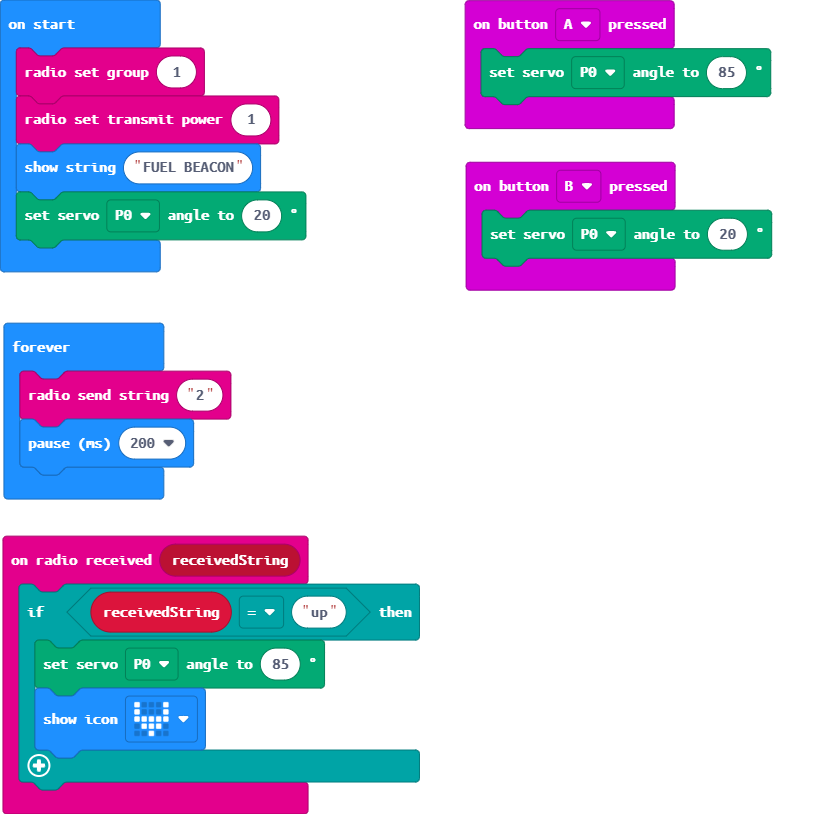 on start
radio set group 1
radio set transmit power 1
show string "FUEL BEACON"
set servo P0 angle to 20 °
on button A pressed
set servo P0 angle to 85 °
on button B pressed
set servo P0 angle to 20 °
forever
radio send string "2"
pause (ms) 200
on radio received receivedString
if receivedString = "up" then
set servo P0 angle to 85 °
show icon